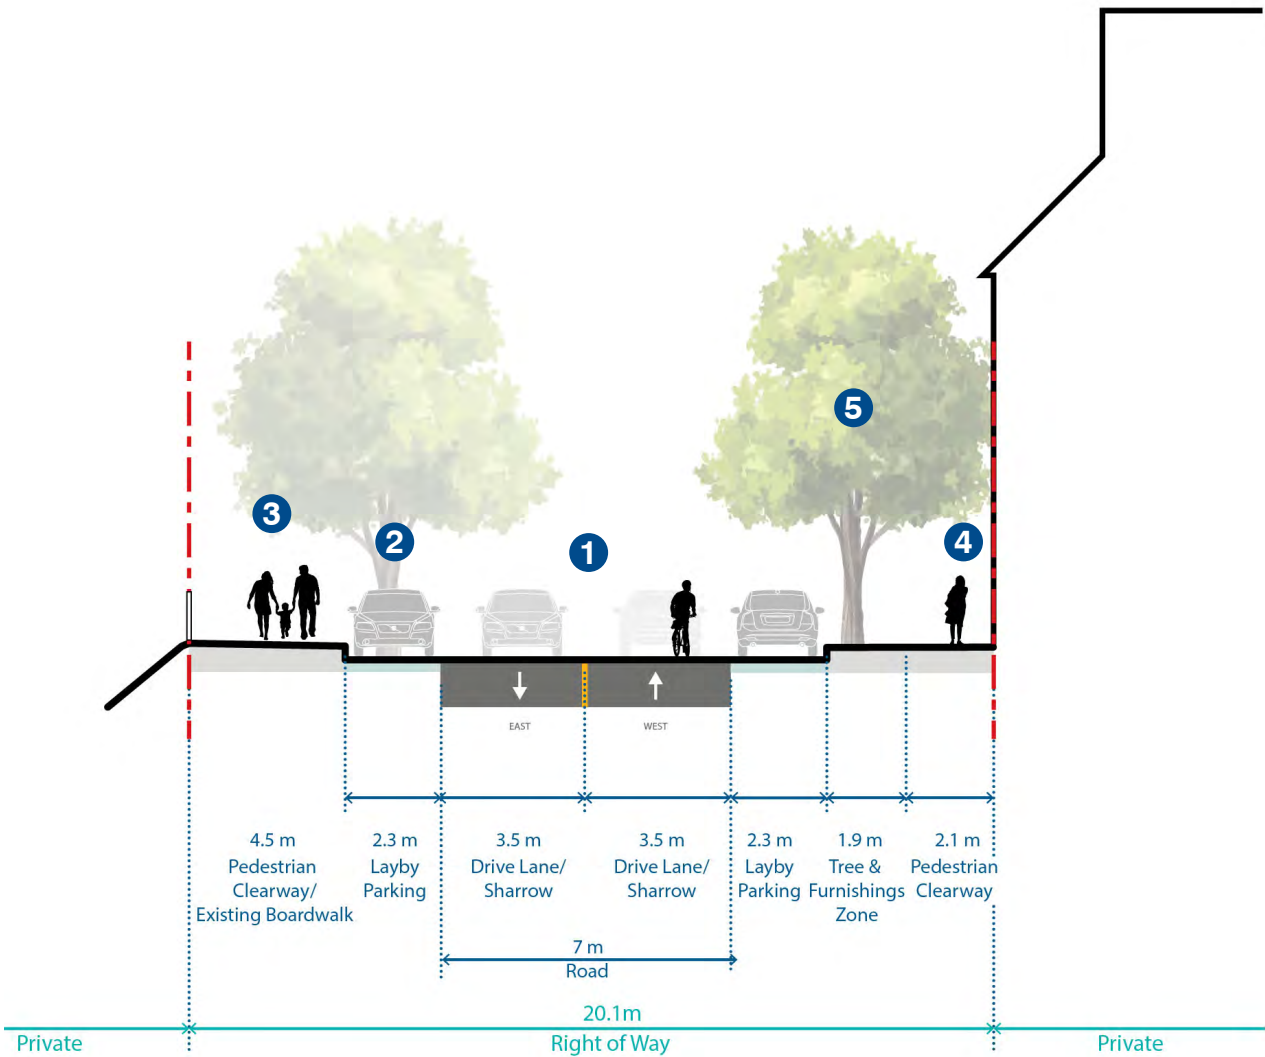 5
3
2
1
4
EAST
WEST
4.5 m
Pedestrian
Clearway/
Existing Boardwalk
2.3 m
Layby
Parking
3.5 m
Drive Lane/
Sharrow
3.5 m
Drive Lane/
Sharrow
2.3 m
Layby
Parking
1.9 m
Tree &
Furnishings
Zone
2.1 m
Pedestrian
Clearway
7 m
Road
20.1m
Private
Right of Way
Private